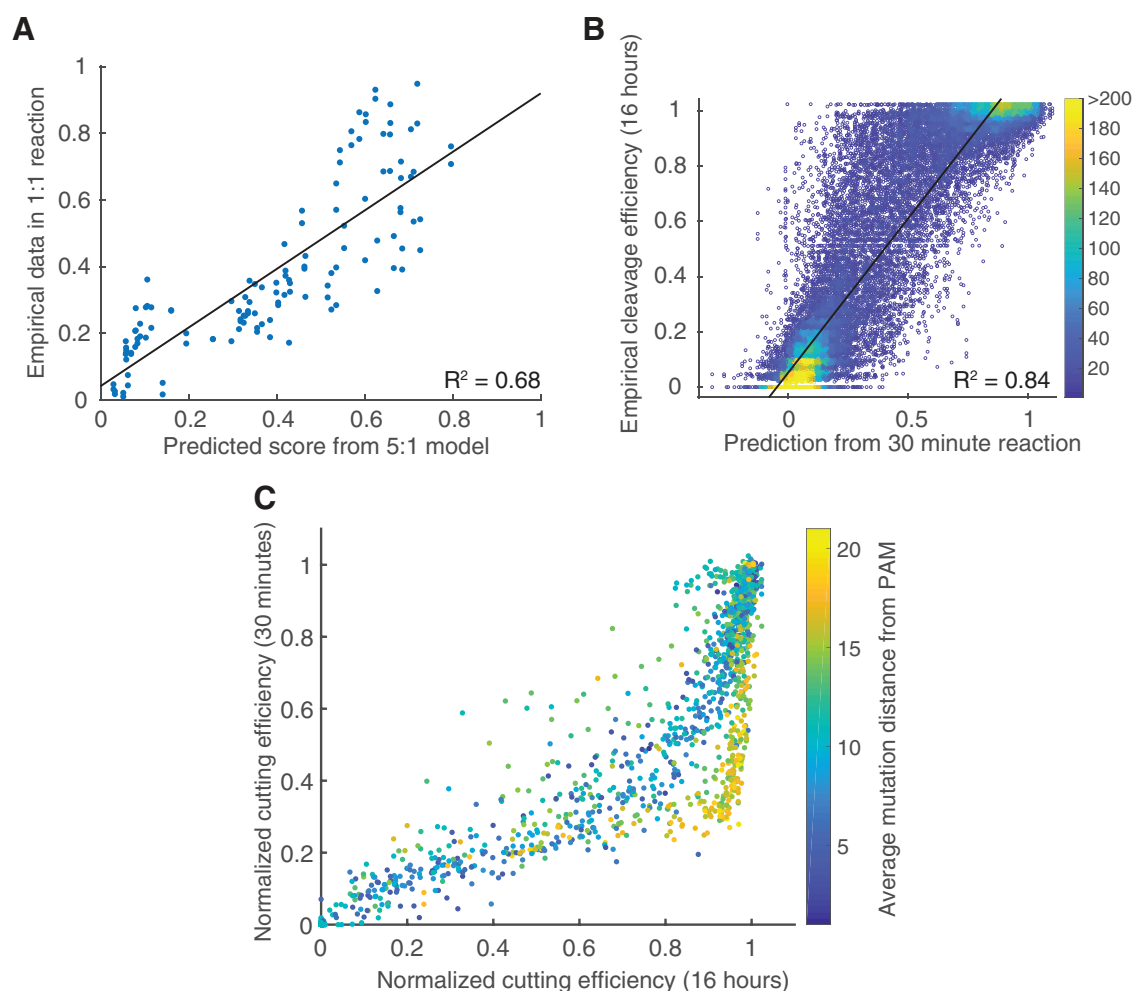 A
Empirical data in 1:1 reaction
1
0.8
0.6
0.4
0.2
0
0 0.2 0.4 0.6 0.8 1
R² = 0.68
Predicted score from 5:1 model
B
Empirical cleavage efficiency (16 hours)
1
0.8
0.6
0.4
0.2
0
0 0.5 1
R² = 0.84
Prediction from 30 minute reaction
>200
180
160
140
120
100
80
60
40
20
C
Normalized cutting efficiency (30 minutes)
1
0.8
0.6
0.4
0.2
0
0 0.2 0.4 0.6 0.8 1
Normalized cutting efficiency (16 hours)
20
15
10
5
Average mutation distance from PAM